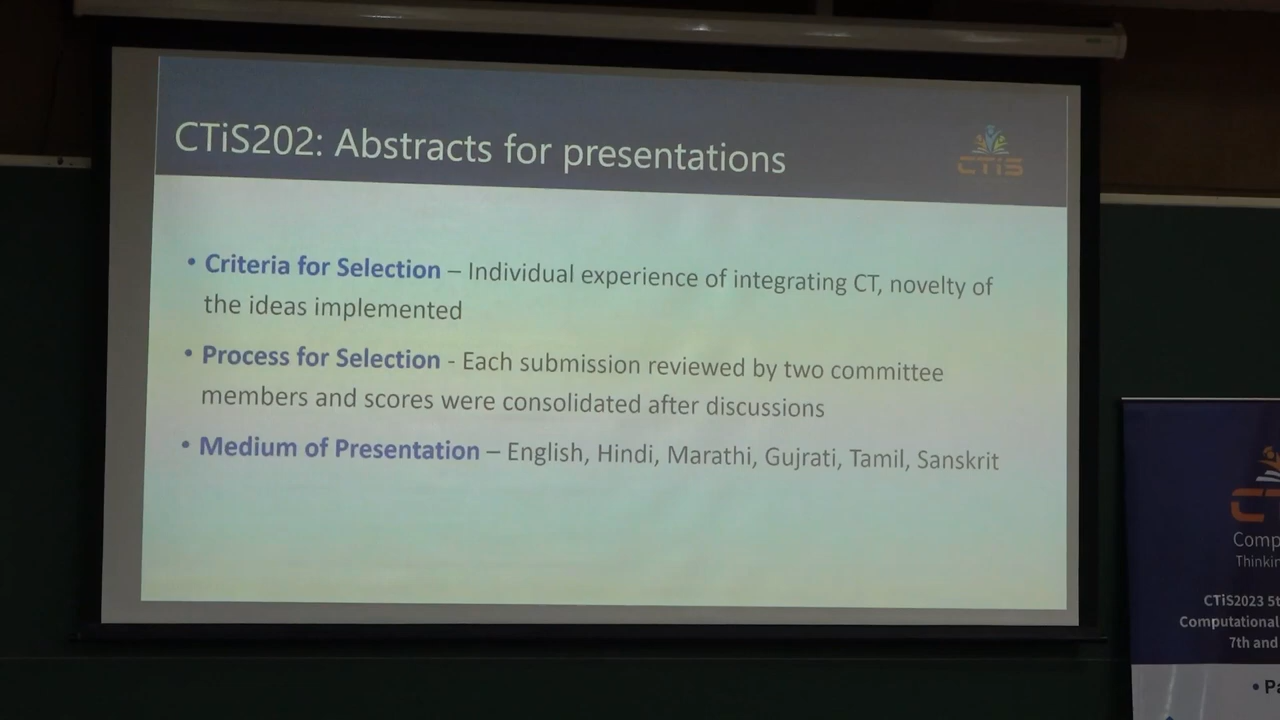 CTiS202: Abstracts for presentations
CTiS
• Criteria for Selection – Individual experience of integrating CT, novelty of
the ideas implemented
• Process for Selection - Each submission reviewed by two committee
members and scores were consolidated after discussions
• Medium of Presentation – English, Hindi, Marathi, Gujrati, Tamil, Sanskrit
Comp
Thinkin
CTiS2023 5t
Computational
7th and
• Pa